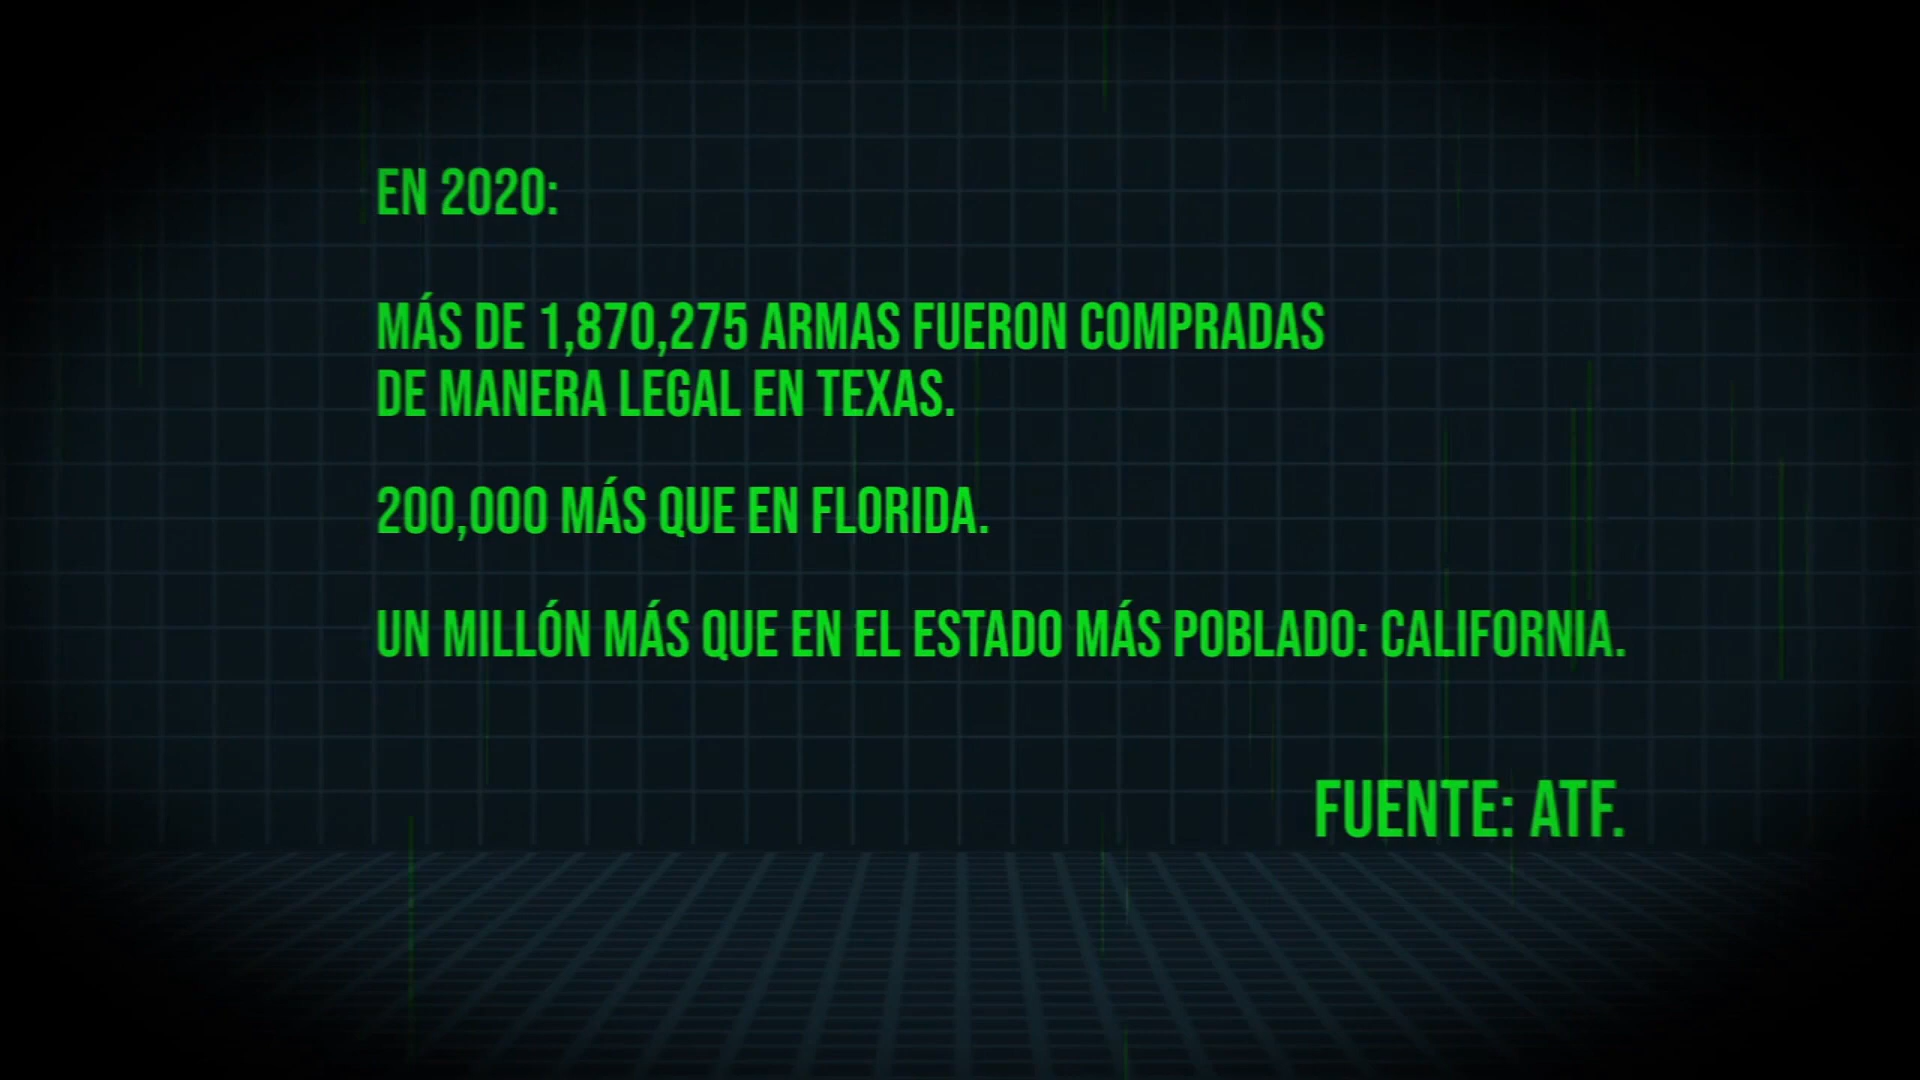 EN 2020:
MÁS DE 1,870,275 ARMAS FUERON COMPRADAS
DE MANERA LEGAL EN TEXAS.
200,000 MÁS QUE EN FLORIDA.
UN MILLÓN MÁS QUE EN EL ESTADO MÁS POBLADO: CALIFORNIA.
FUENTE: ATF.